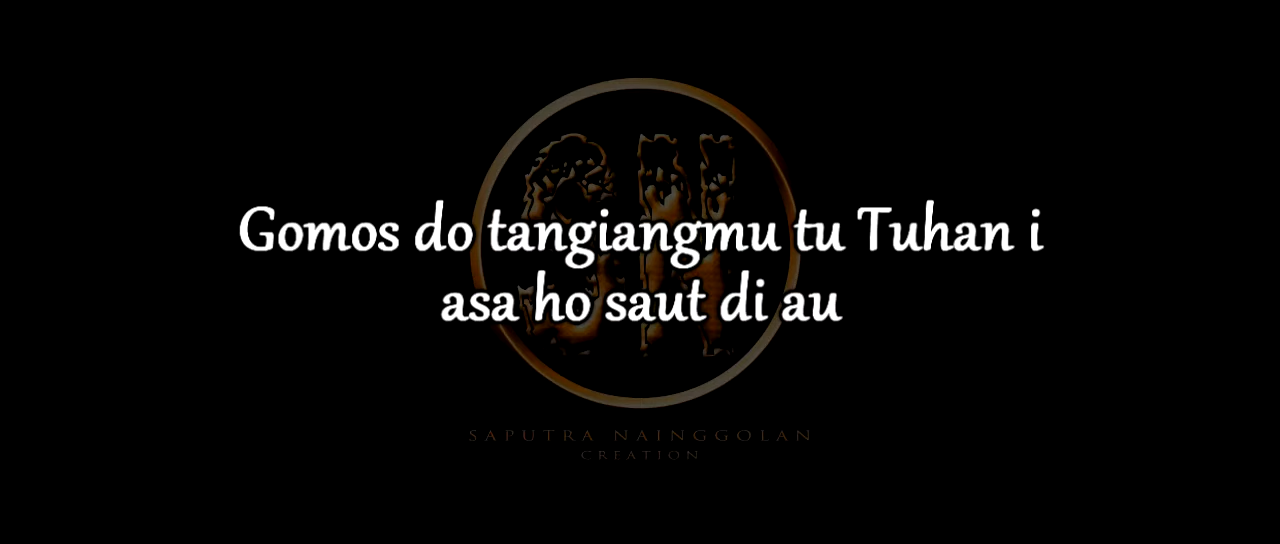 Gomos do tangiangmu tu Tuhan i
asa ho saut di au
SAPUTRA NAINGGOLAN
CREATION